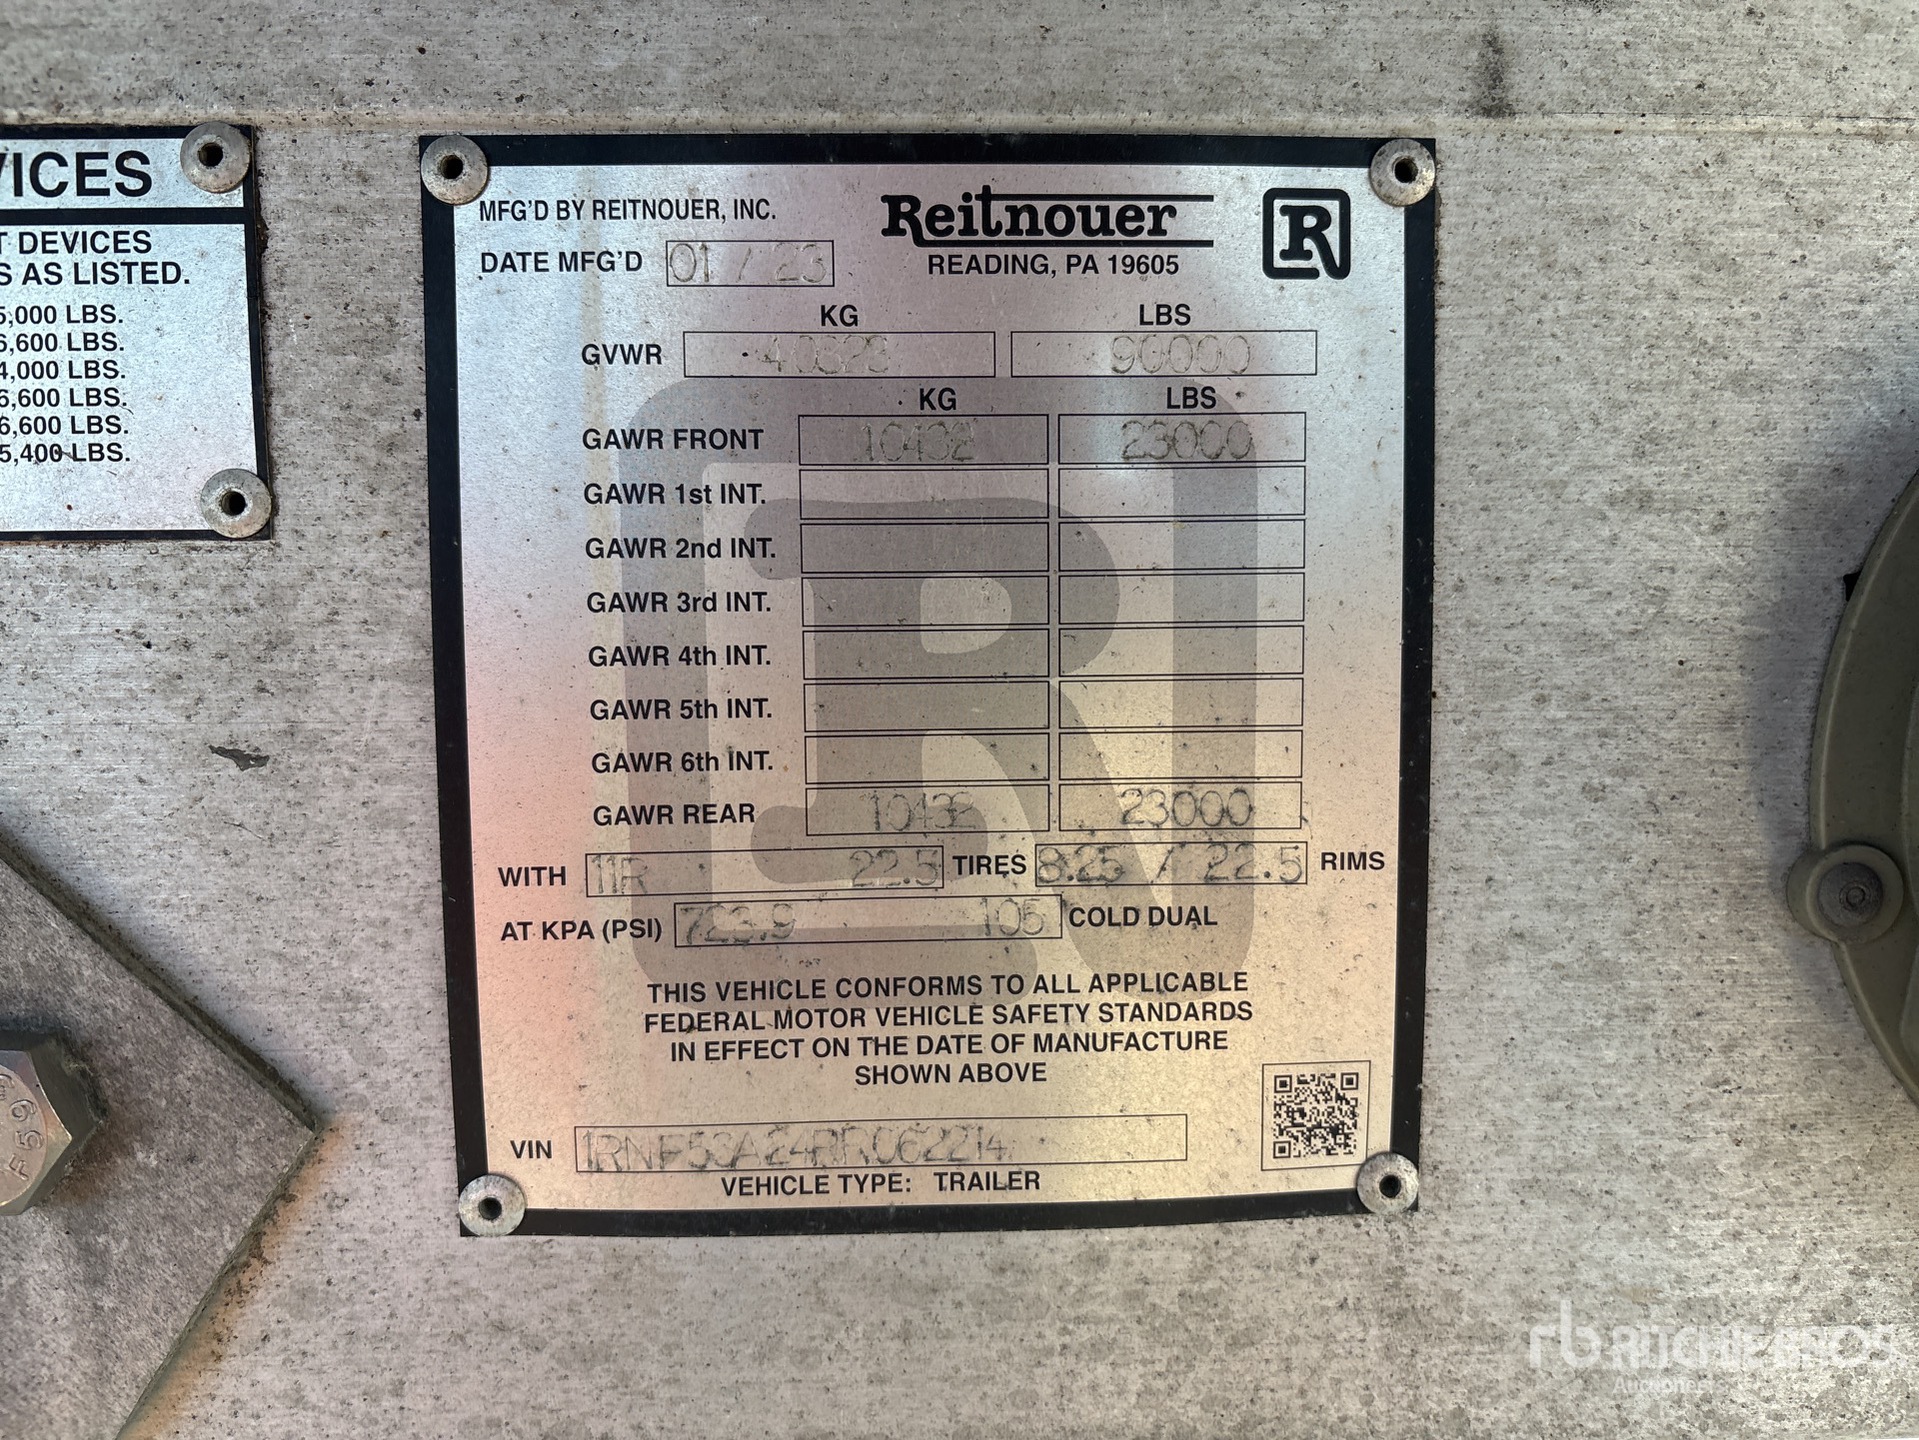 VICES
T DEVICES
S AS LISTED.
5,000 LBS.
6,600 LBS.
4,000 LBS.
6,600 LBS.
6,600 LBS.
5,400 LBS.
MFG'D BY REITNOUER, INC.
DATE MFG'D 01 / 23
Reitnouer
READING, PA 19605
R
KG LBS
GVWR 40823 90000
KG LBS
GAWR FRONT 10432 23000
GAWR 1st INT.
GAWR 2nd INT.
GAWR 3rd INT.
GAWR 4th INT.
GAWR 5th INT.
GAWR 6th INT.
GAWR REAR 10432 23000
WITH 11R 22.5 TIRES 8.25 / 22.5 RIMS
AT KPA (PSI) 723.9 105 COLD DUAL
THIS VEHICLE CONFORMS TO ALL APPLICABLE
FEDERAL MOTOR VEHICLE SAFETY STANDARDS
IN EFFECT ON THE DATE OF MANUFACTURE
SHOWN ABOVE
VIN
VEHICLE TYPE: TRAILER
F593
rb RITCHIE BROS
Auctioneers